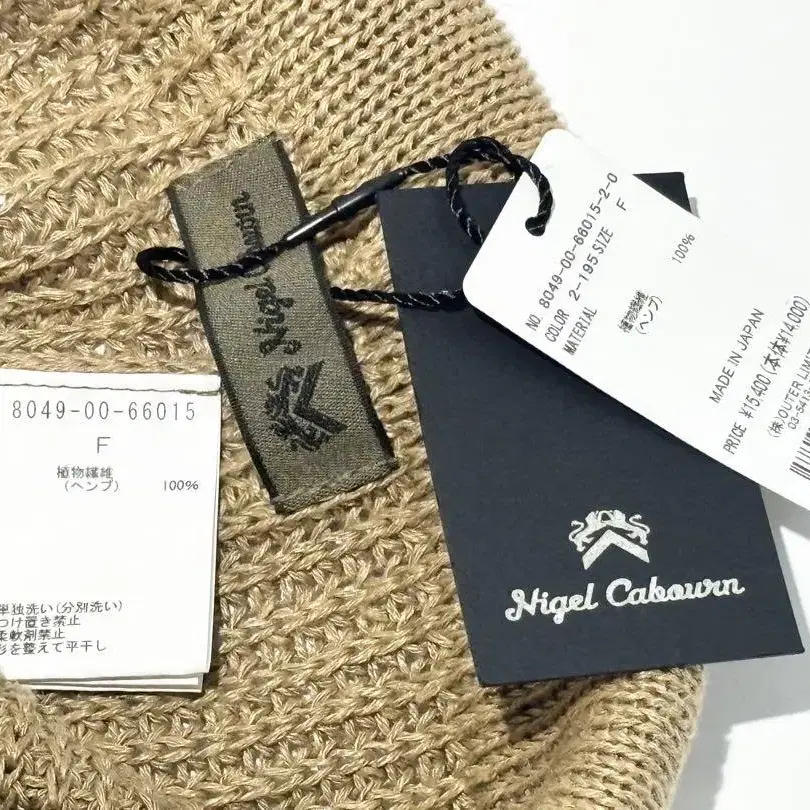 8049-00-66015
F
植物繊維
(ヘンプ) 100%
単独洗い(分別洗い)
つけ置き禁止
柔軟剤禁止
形を整えて平干し
Nigel Cabourn
NO. 8049-00-66015-2-0
COLOR 2-195 SIZE F
MATERIAL
植物繊維
(ヘンプ) 100%
MADE IN JAPAN
PRICE ¥15,400(本体¥14,000)
(株)OUTER LIMIT
03-5413-
Nigel Cabourn